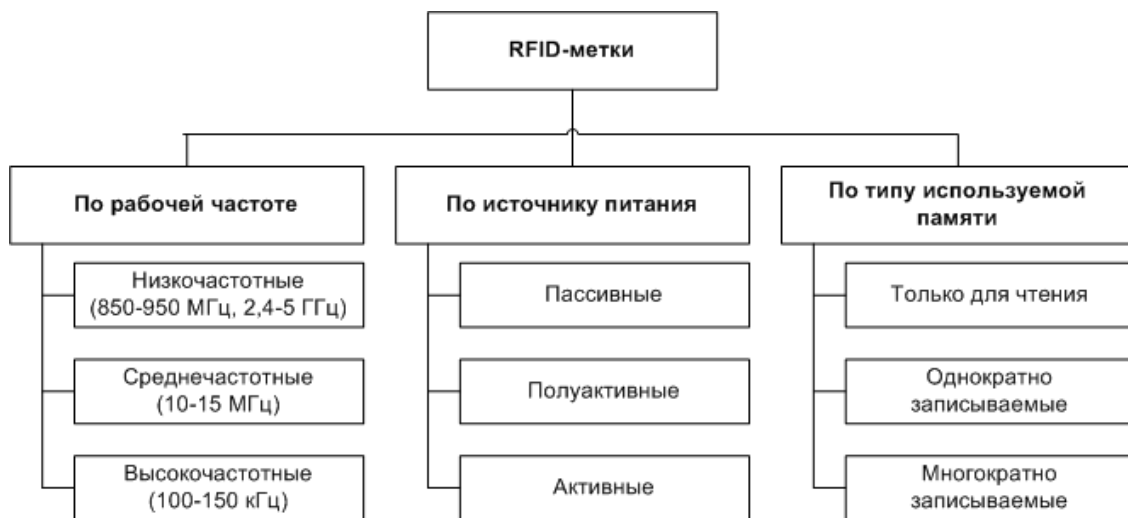 RFID-метки
По рабочей частоте
Низкочастотные
(850-950 МГц, 2,4-5 ГГц)
Среднечастотные
(10-15 МГц)
Высокочастотные
(100-150 кГц)
По источнику питания
Пассивные
Полуактивные
Активные
По типу используемой
памяти
Только для чтения
Однократно
записываемые
Многократно
записываемые